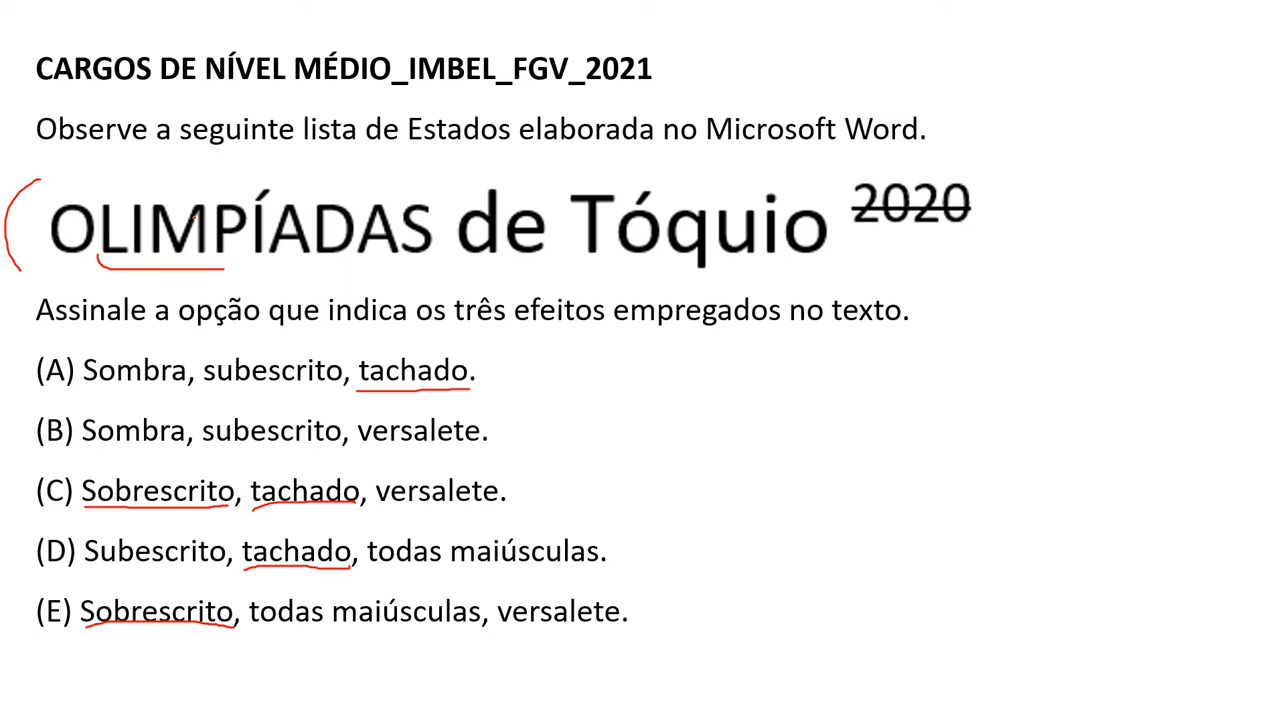 CARGOS DE NÍVEL MÉDIO_IMBEL_FGV_2021
Observe a seguinte lista de Estados elaborada no Microsoft Word.
OLIMPÍADAS de Tóquio 2020
Assinale a opção que indica os três efeitos empregados no texto.
(A) Sombra, subescrito, tachado.
(B) Sombra, subescrito, versalete.
(C) Sobrescrito, tachado, versalete.
(D) Subescrito, tachado, todas maiúsculas.
(E) Sobrescrito, todas maiúsculas, versalete.